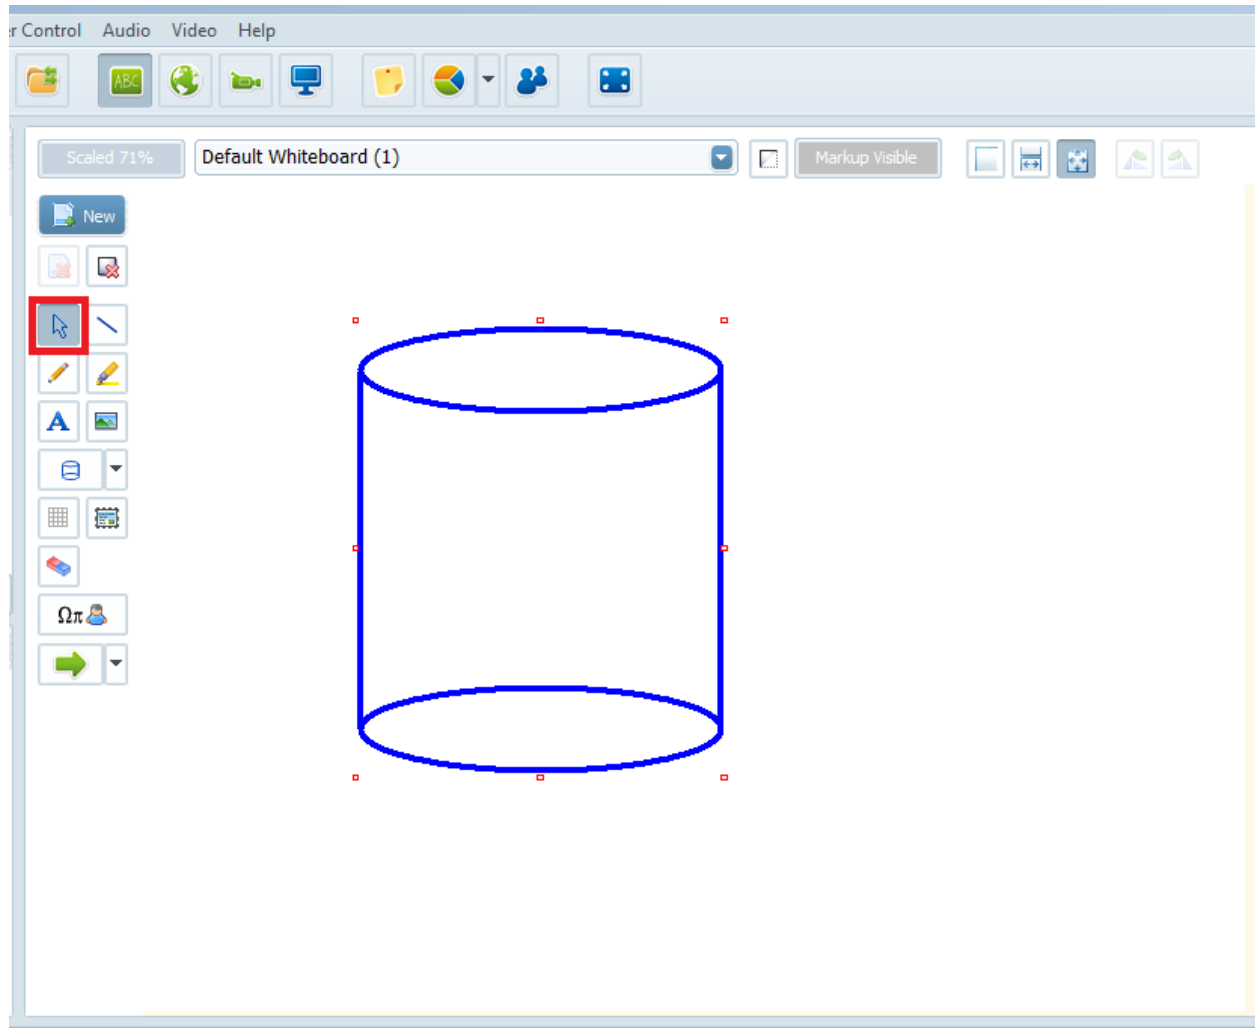 r Control Audio Video Help
ABC
Scaled 71% Default Whiteboard (1) Markup Visible
New
A
Ωπ